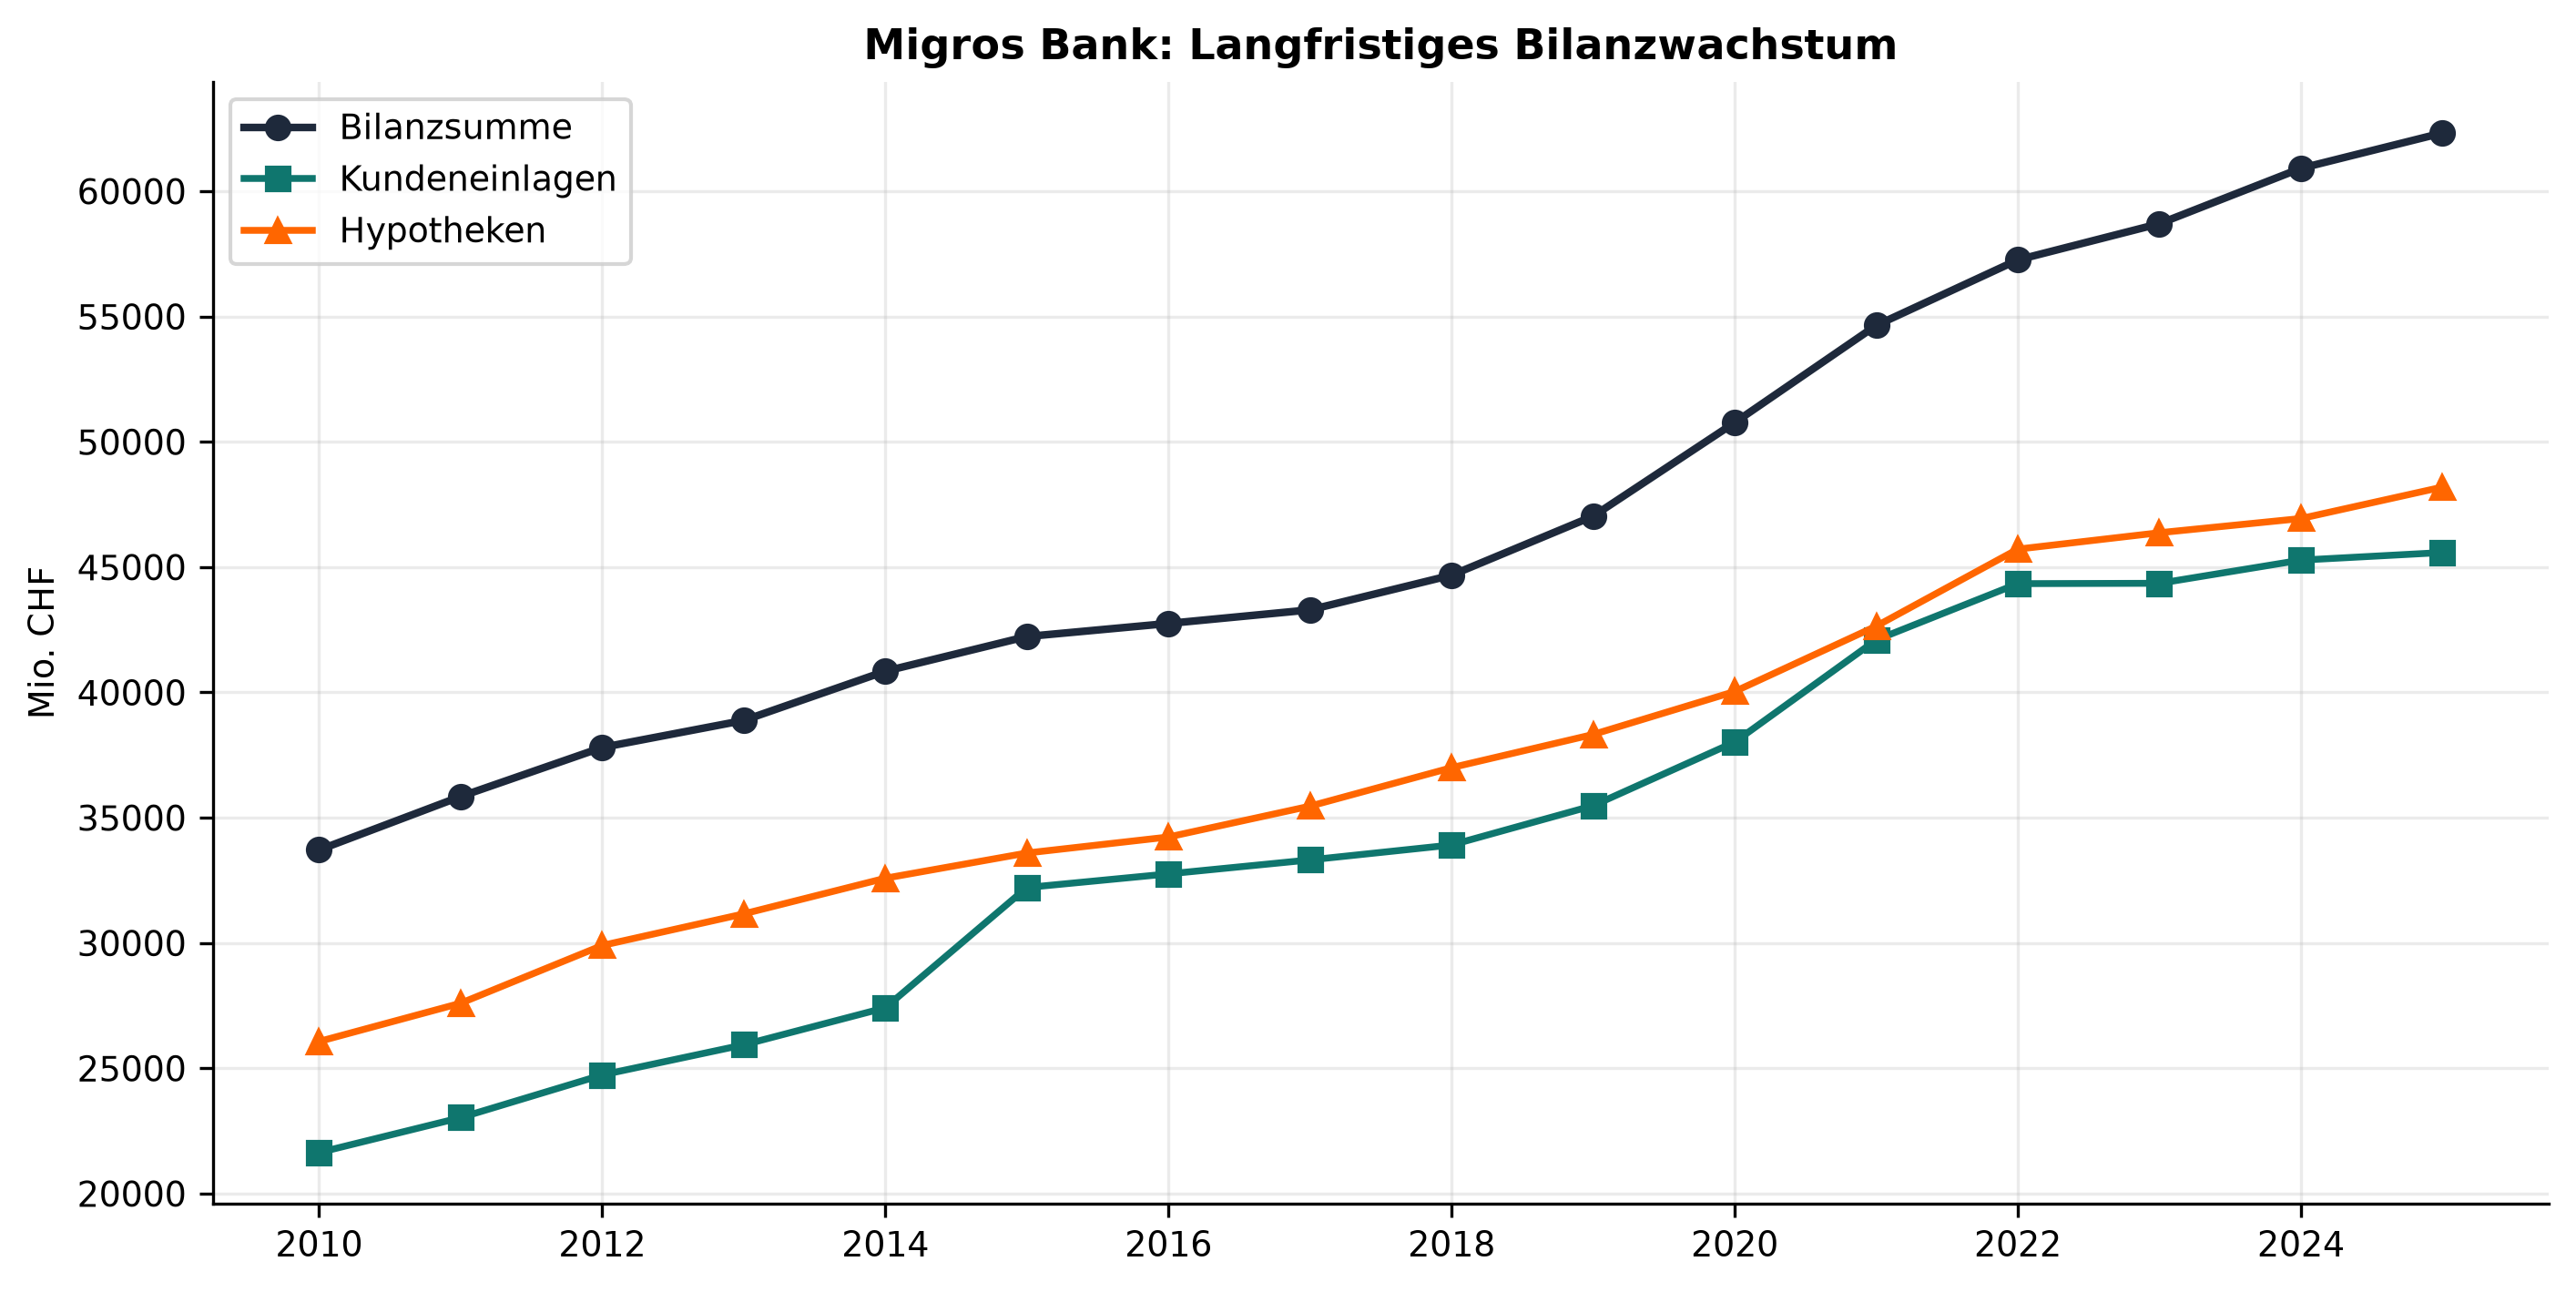 Migros Bank: Langfristiges Bilanzwachstum
Bilanzsumme
Kundeneinlagen
Hypotheken
Mio. CHF
60000
55000
50000
45000
40000
35000
30000
25000
20000
2010 2012 2014 2016 2018 2020 2022 2024